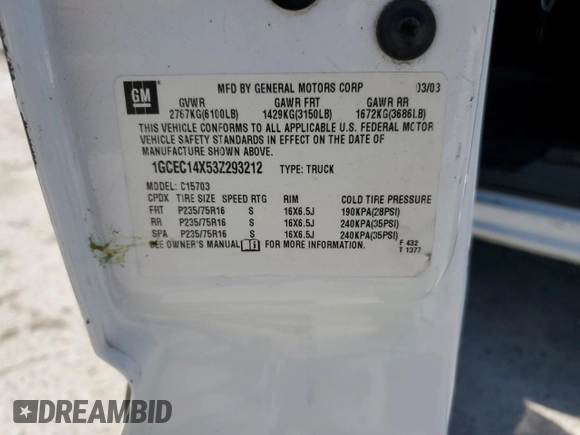 GM
MFD BY GENERAL MOTORS CORP 03/03
GVWR GAWR FRT GAWR RR
2767KG(6100LB) 1429KG(3150LB) 1672KG(3686LB)
THIS VEHICLE CONFORMS TO ALL APPLICABLE U.S. FEDERAL MOTOR
VEHICLE SAFETY STANDARDS IN EFFECT ON THE DATE OF
MANUFACTURE SHOWN ABOVE.
1GCEC14X53Z293212 TYPE: TRUCK
MODEL: C15703
CPDX TIRE SIZE SPEED RTG RIM COLD TIRE PRESSURE
FRT P235/75R16 S 16X6.5J 190KPA(28PSI)
RR P235/75R16 S 16X6.5J 240KPA(35PSI)
SPA P235/75R16 S 16X6.5J 240KPA(35PSI)
SEE OWNER'S MANUAL FOR MORE INFORMATION.
F 432
T 1377
DREAMBID